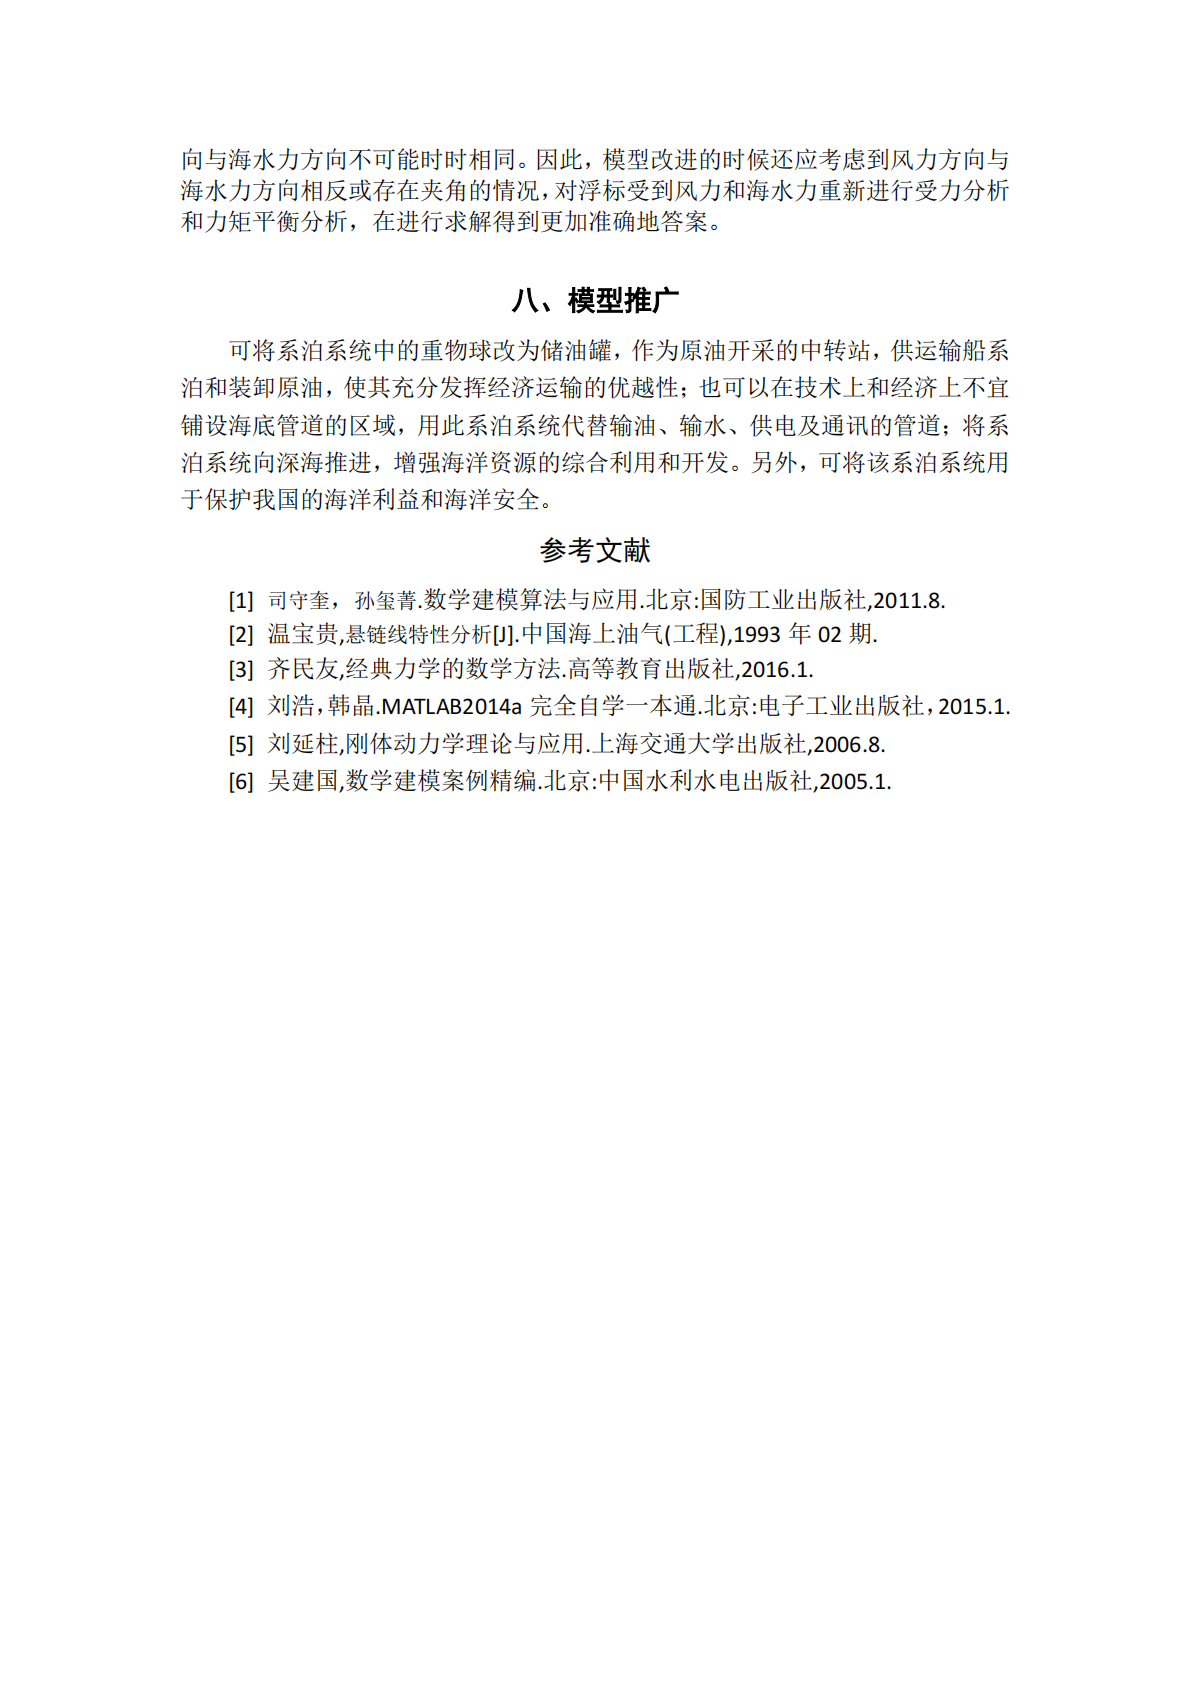 向与海水力方向不可能时时相同。因此，模型改进的时候还应考虑到风力方向与
海水力方向相反或存在夹角的情况，对浮标受到风力和海水力重新进行受力分析
和力矩平衡分析，在进行求解得到更加准确地答案。
八、模型推广
可将系泊系统中的重物球改为储油罐，作为原油开采的中转站，供运输船系
泊和装卸原油，使其充分发挥经济运输的优越性；也可以在技术上和经济上不宜
铺设海底管道的区域，用此系泊系统代替输油、输水、供电及通讯的管道；将系
泊系统向深海推进，增强海洋资源的综合利用和开发。另外，可将该系泊系统用
于保护我国的海洋利益和海洋安全。
参考文献
[1] 司守奎，孙玺菁.数学建模算法与应用.北京:国防工业出版社,2011.8.
[2] 温宝贵,悬链线特性分析[J].中国海上油气(工程),1993 年 02 期.
[3] 齐民友,经典力学的数学方法.高等教育出版社,2016.1.
[4] 刘浩，韩晶.MATLAB2014a 完全自学一本通.北京:电子工业出版社，2015.1.
[5] 刘延柱,刚体动力学理论与应用.上海交通大学出版社,2006.8.
[6] 吴建国,数学建模案例精编.北京:中国水利水电出版社,2005.1.